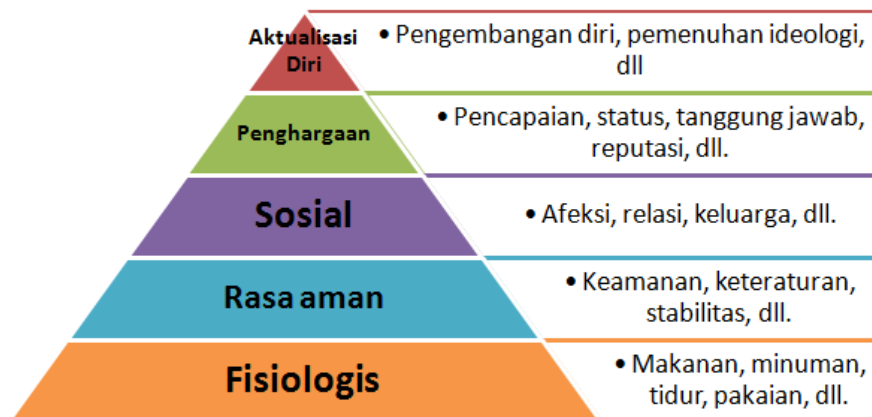 Aktualisasi
Diri
• Pengembangan diri, pemenuhan ideologi,
dll
Penghargaan
• Pencapaian, status, tanggung jawab,
reputasi, dll.
Sosial
• Afeksi, relasi, keluarga, dll.
Rasa aman
• Keamanan, keteraturan,
stabilitas, dll.
Fisiologis
• Makanan, minuman,
tidur, pakaian, dll.